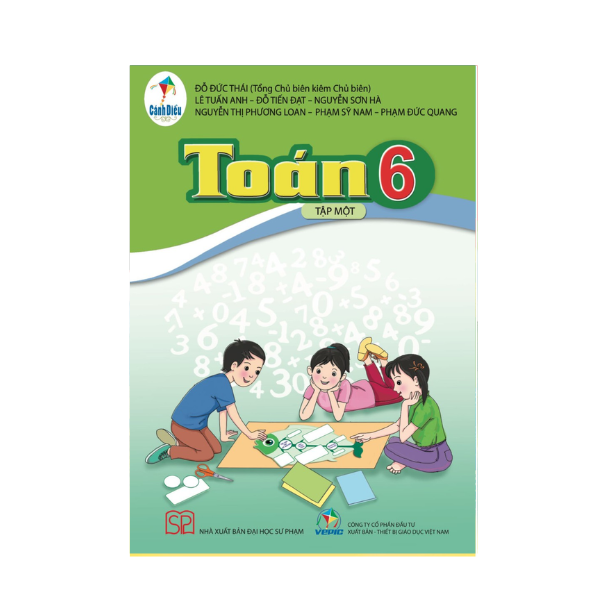 Cánh Diều
ĐỖ ĐỨC THÁI (Tổng Chủ biên kiêm Chủ biên)
LÊ TUẤN ANH – ĐỖ TIẾN ĐẠT – NGUYỄN SƠN HÀ
NGUYỄN THỊ PHƯƠNG LOAN – PHẠM SỸ NAM – PHẠM ĐỨC QUANG
Toán 6
TẬP MỘT
SP
NHÀ XUẤT BẢN ĐẠI HỌC SƯ PHẠM
VEPIC
CÔNG TY CỔ PHẦN ĐẦU TƯ
XUẤT BẢN - THIẾT BỊ GIÁO DỤC VIỆT NAM